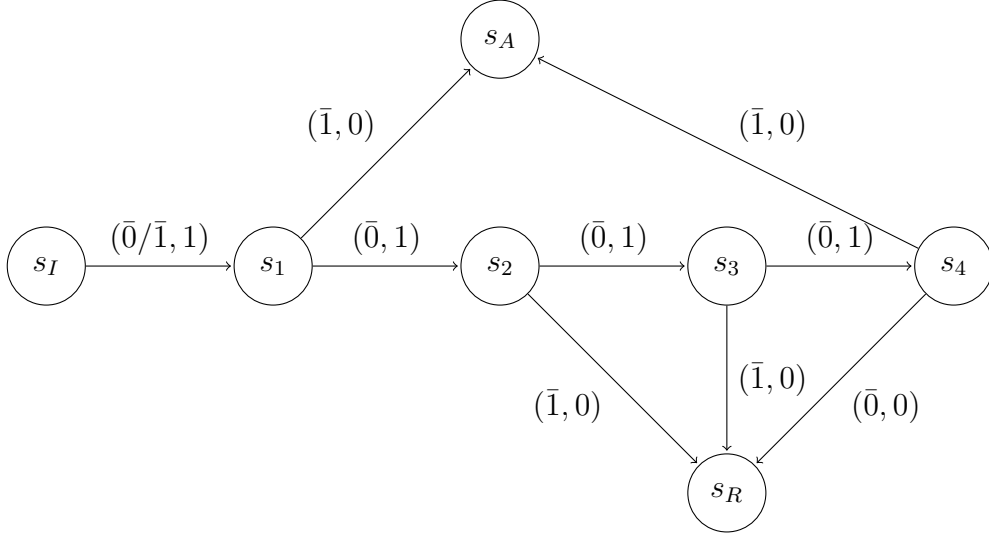 s_A
(1̄, 0) (1̄, 0)
(0̄/1̄, 1) (0̄, 1) (0̄, 1) (0̄, 1)
s_I s_1 s_2 s_3 s_4
(1̄, 0) (1̄, 0) (0̄, 0)
s_R